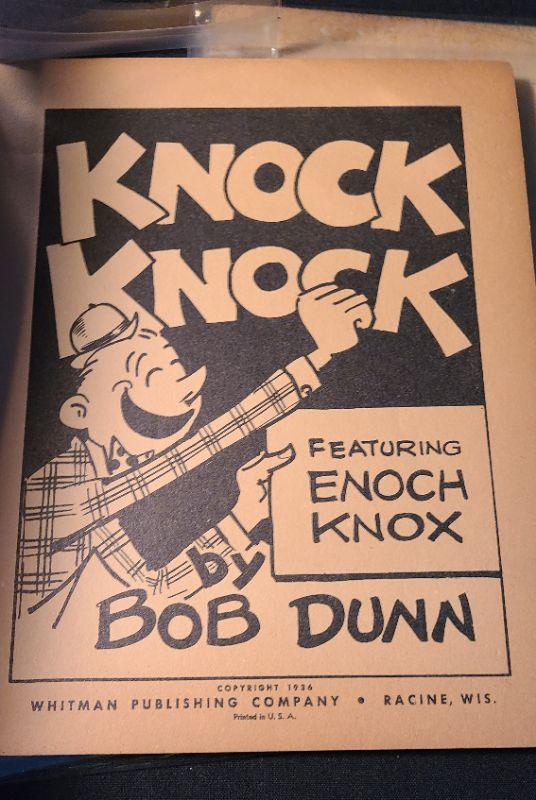 KNOCK
KNOCK
FEATURING
ENOCH
KNOX
by
BOB DUNN
COPYRIGHT 1936
WHITMAN PUBLISHING COMPANY • RACINE, WIS.
Printed in U. S. A.